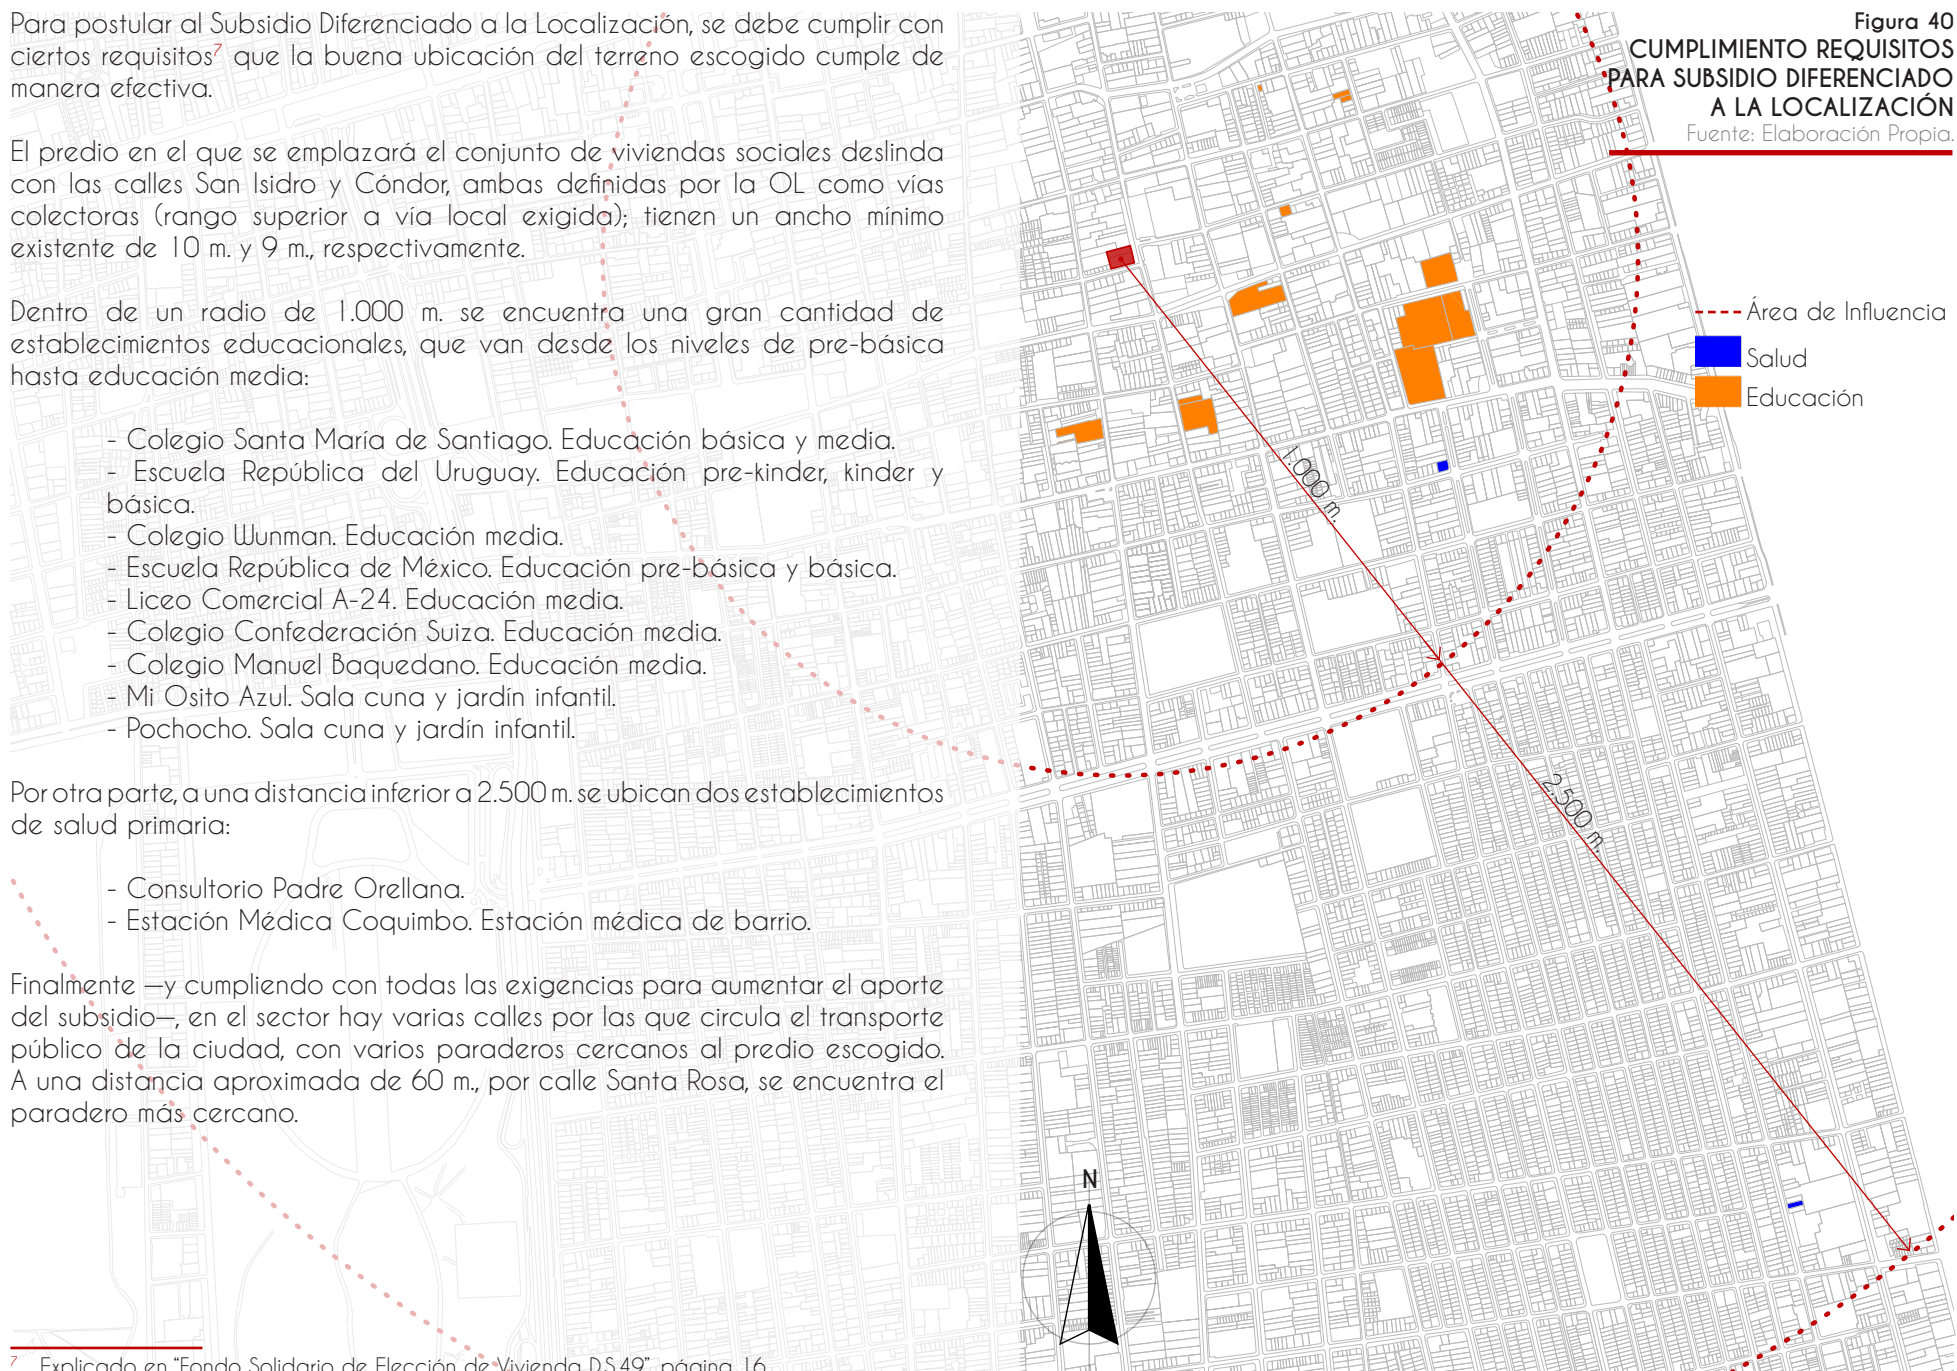 Para postular al Subsidio Diferenciado a la Localización, se debe cumplir con
ciertos requisitos7 que la buena ubicación del terreno escogido cumple de
manera efectiva.
El predio en el que se emplazará el conjunto de viviendas sociales deslinda
con las calles San Isidro y Cóndor, ambas definidas por la OL como vías
colectoras (rango superior a vía local exigida); tienen un ancho mínimo
existente de 10 m. y 9 m., respectivamente.
Dentro de un radio de 1.000 m. se encuentra una gran cantidad de
establecimientos educacionales, que van desde los niveles de pre-básica
hasta educación media:
- Colegio Santa María de Santiago. Educación básica y media.
- Escuela República del Uruguay. Educación pre-kinder, kinder y
básica.
- Colegio Wunman. Educación media.
- Escuela República de México. Educación pre-básica y básica.
- Liceo Comercial A-24. Educación media.
- Colegio Confederación Suiza. Educación media.
- Colegio Manuel Baquedano. Educación media.
- Mi Osito Azul. Sala cuna y jardín infantil.
- Pochocho. Sala cuna y jardín infantil.
Por otra parte, a una distancia inferior a 2.500 m. se ubican dos establecimientos
de salud primaria:
- Consultorio Padre Orellana.
- Estación Médica Coquimbo. Estación médica de barrio.
Finalmente —y cumpliendo con todas las exigencias para aumentar el aporte
del subsidio—, en el sector hay varias calles por las que circula el transporte
público de la ciudad, con varios paraderos cercanos al predio escogido.
A una distancia aproximada de 60 m., por calle Santa Rosa, se encuentra el
paradero más cercano.
7 Explicado en "Fondo Solidario de Elección de Vivienda DS49", página 16
Figura 40
CUMPLIMIENTO REQUISITOS
PARA SUBSIDIO DIFERENCIADO
A LA LOCALIZACIÓN
Fuente: Elaboración Propia.
Área de Influencia
Salud
Educación
1.000 m.
2.500 m.
N